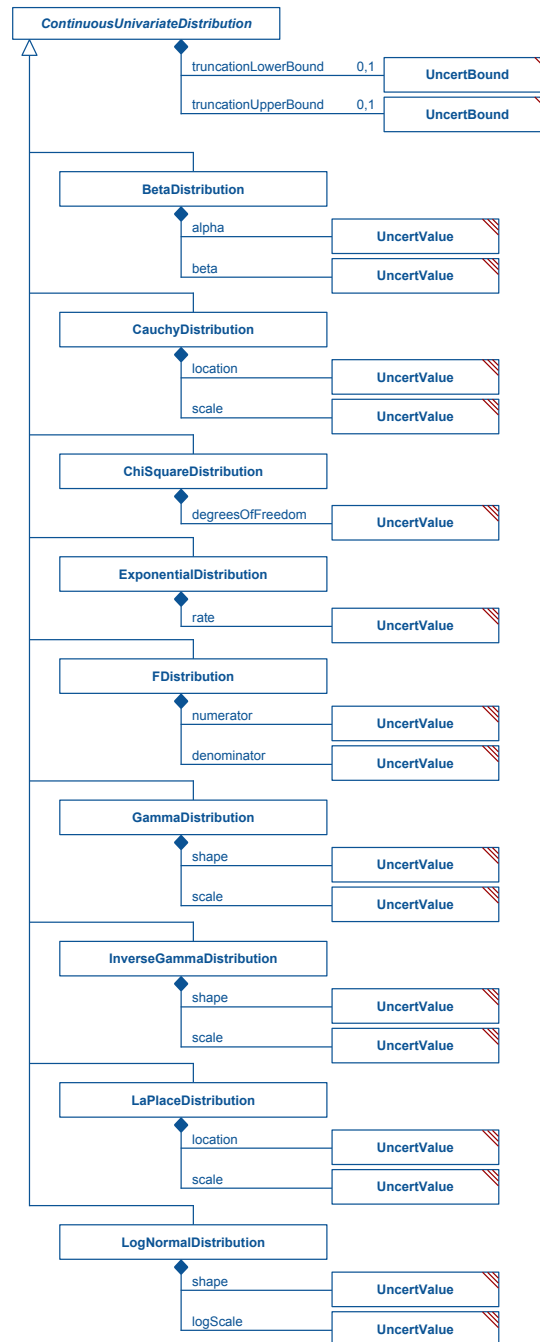 ContinuousUnivariateDistribution
truncationLowerBound 0,1 UncertBound
truncationUpperBound 0,1 UncertBound
BetaDistribution
alpha UncertValue
beta UncertValue
CauchyDistribution
location UncertValue
scale UncertValue
ChiSquareDistribution
degreesOfFreedom UncertValue
ExponentialDistribution
rate UncertValue
FDistribution
numerator UncertValue
denominator UncertValue
GammaDistribution
shape UncertValue
scale UncertValue
InverseGammaDistribution
shape UncertValue
scale UncertValue
LaPlaceDistribution
location UncertValue
scale UncertValue
LogNormalDistribution
shape UncertValue
logScale UncertValue